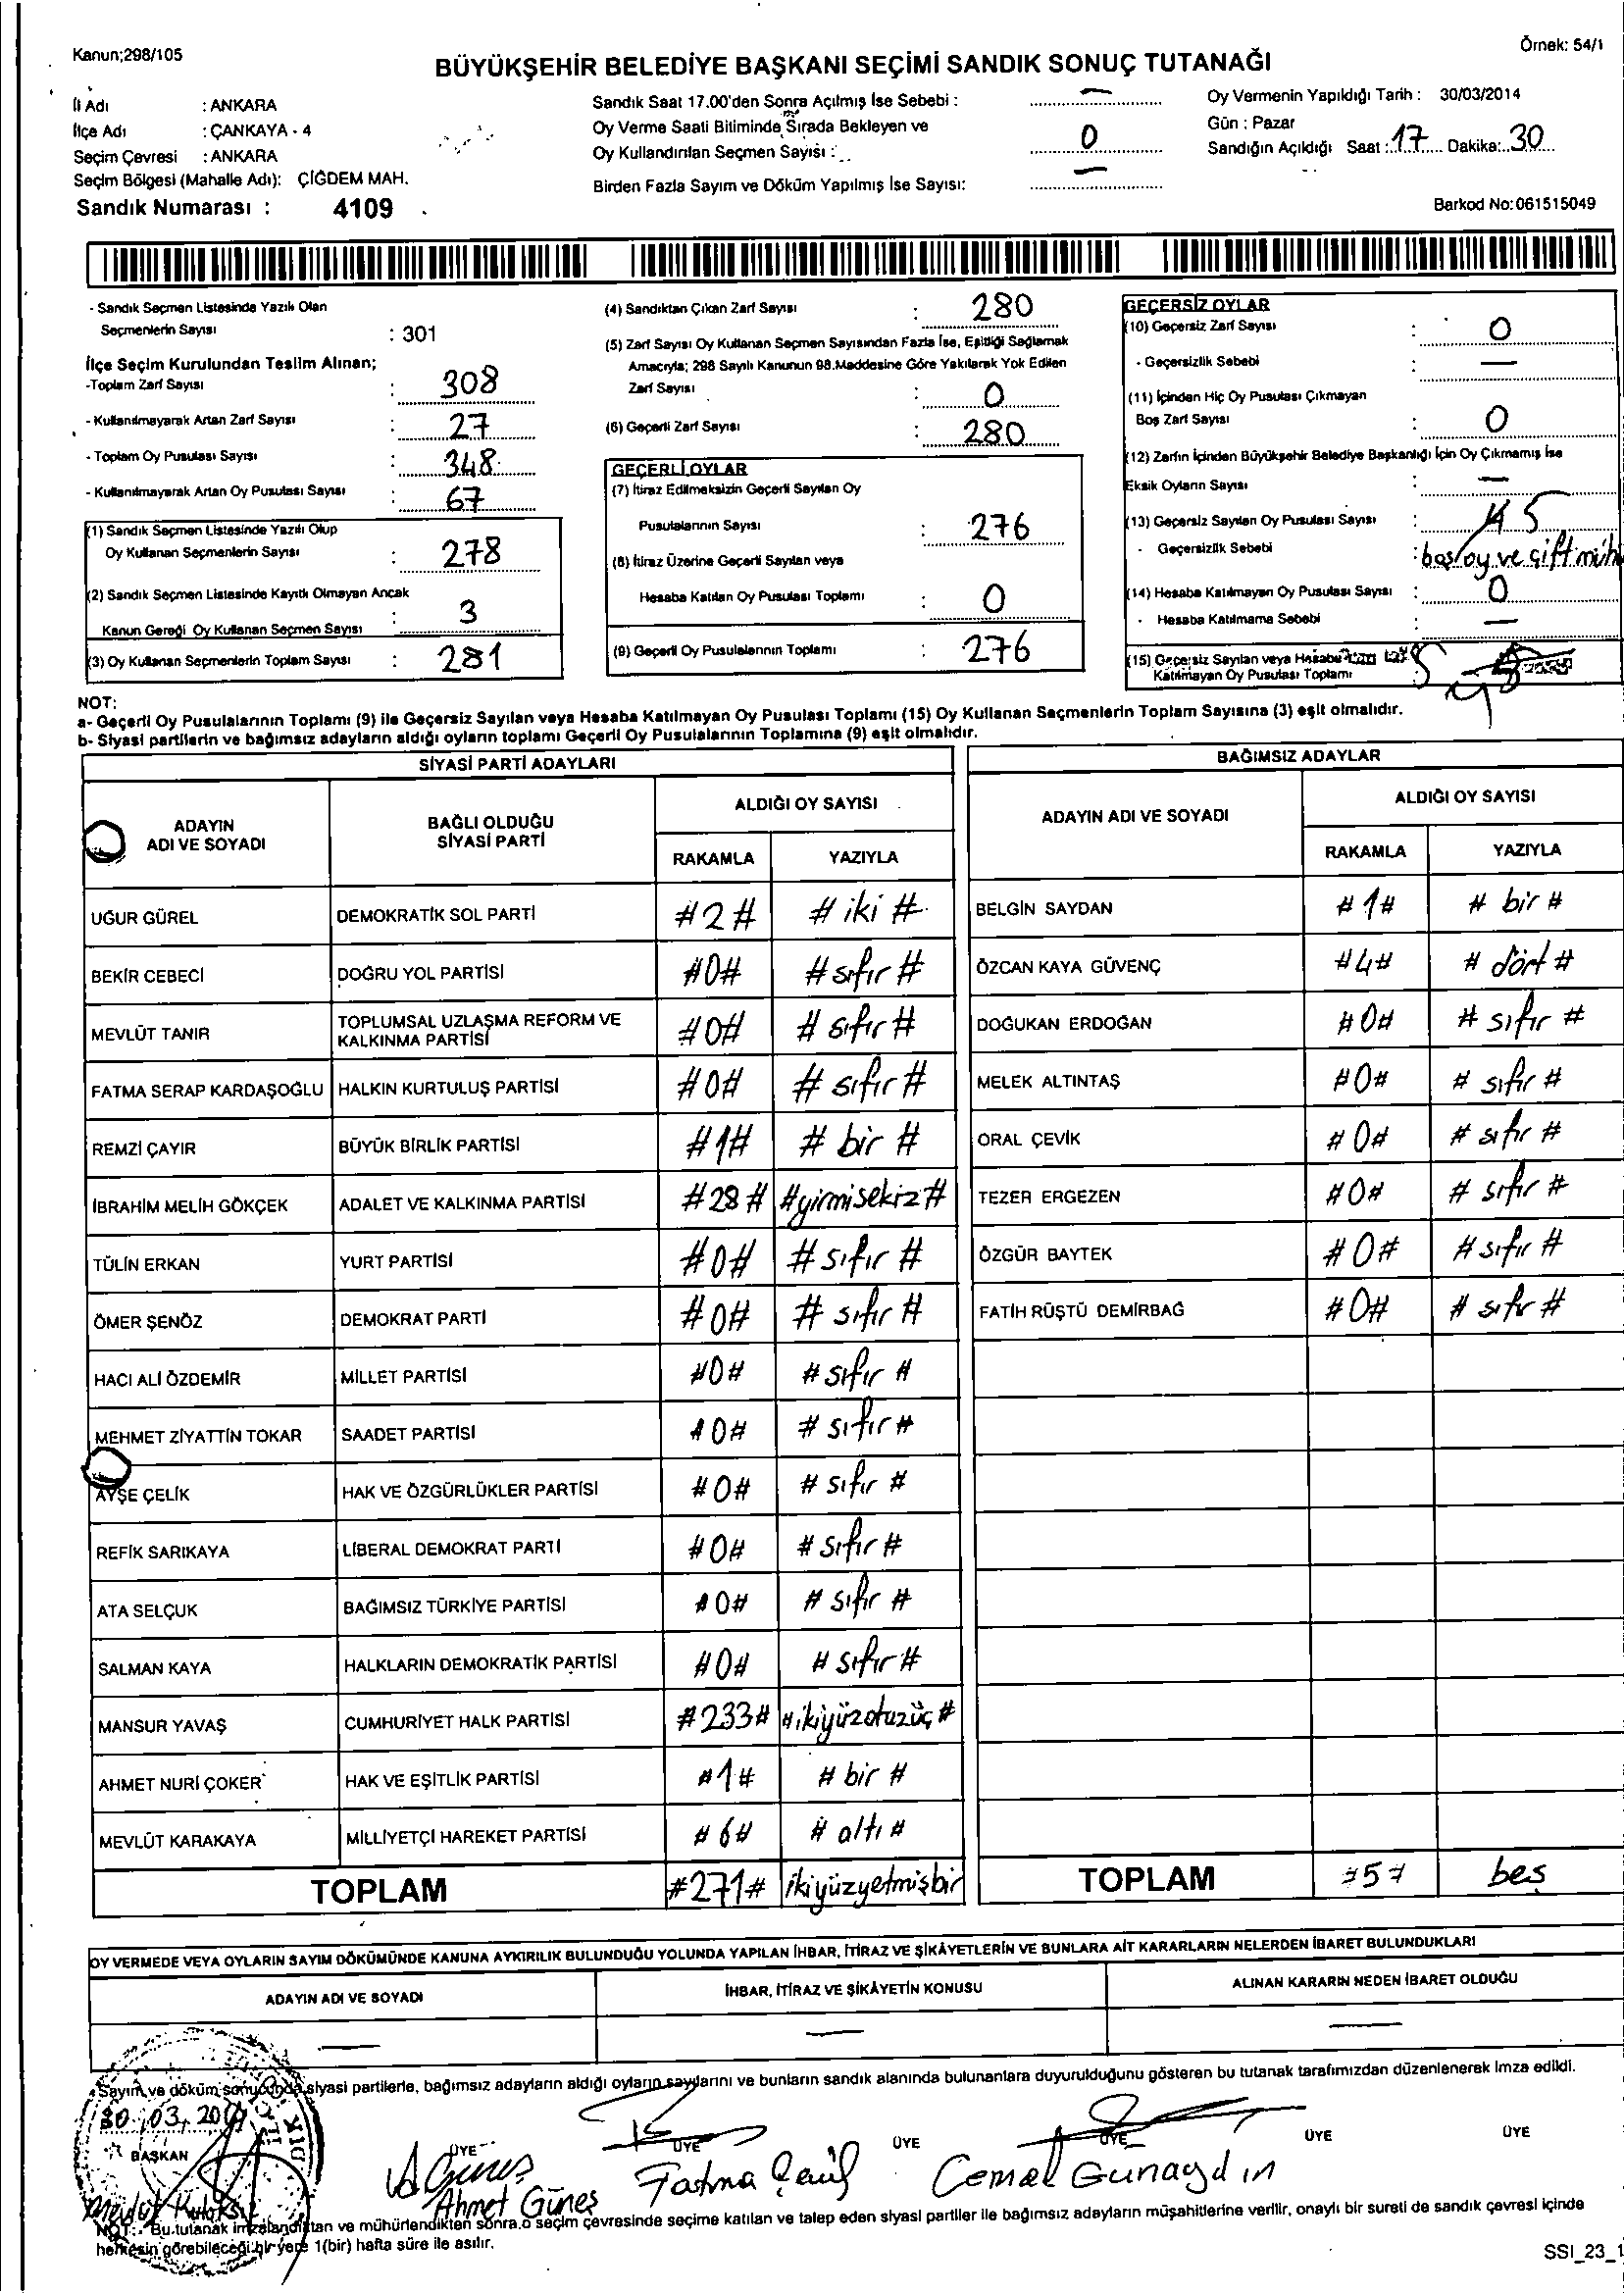 Kanun;298/105
Örnek: 54/1
BÜYÜKŞEHİR BELEDİYE BAŞKANI SEÇİMİ SANDIK SONUÇ TUTANAĞI
İl Adı : ANKARA
İlçe Adı : ÇANKAYA - 4
Seçim Çevresi : ANKARA
Seçim Bölgesi (Mahalle Adı): ÇİĞDEM MAH.
Sandık Numarası : 4109
Sandık Saat 17.00'den Sonra Açılmış İse Sebebi : —
Oy Verme Saati Bitiminde Sırada Bekleyen ve
Oy Kullandırılan Seçmen Sayısı : 0
Birden Fazla Sayım ve Döküm Yapılmış İse Sayısı: —
Oy Vermenin Yapıldığı Tarih : 30/03/2014
Gün : Pazar
Sandığın Açıldığı Saat : 17 Dakika: 30
Barkod No:061515049
- Sandık Seçmen Listesinde Yazılı Olan
Seçmenlerin Sayısı : 301
İlçe Seçim Kurulundan Teslim Alınan;
-Toplam Zarf Sayısı : 308
- Kullanılmayarak Artan Zarf Sayısı : 27
- Toplam Oy Pusulası Sayısı : 348
- Kullanılmayarak Artan Oy Pusulası Sayısı : 67
(1) Sandık Seçmen Listesinde Yazılı Olup
Oy Kullanan Seçmenlerin Sayısı : 278
(2) Sandık Seçmen Listesinde Kayıtlı Olmayan Ancak
Kanun Gereği Oy Kullanan Seçmen Sayısı : 3
(3) Oy Kullanan Seçmenlerin Toplam Sayısı : 281
(4) Sandıktan Çıkan Zarf Sayısı : 280
(5) Zarf Sayısı Oy Kullanan Seçmen Sayısından Fazla İse, Eşitliği Sağlamak
Amacıyla; 298 Sayılı Kanunun 98.Maddesine Göre Yakılarak Yok Edilen
Zarf Sayısı : 0
(6) Geçerli Zarf Sayısı : 280
GEÇERLİ OYLAR
(7) İtiraz Edilmeksizin Geçerli Sayılan Oy
Pusulalarının Sayısı : 276
(8) İtiraz Üzerine Geçerli Sayılan veya
Hesaba Katılan Oy Pusulası Toplamı : 0
(9) Geçerli Oy Pusulalarının Toplamı : 276
GEÇERSİZ OYLAR
(10) Geçersiz Zarf Sayısı : 0
- Geçersizlik Sebebi : —
(11) İçinden Hiç Oy Pusulası Çıkmayan
Boş Zarf Sayısı : 0
(12) Zarfın İçinden Büyükşehir Belediye Başkanlığı İçin Oy Çıkmamış İse
Eksik Oyların Sayısı : —
(13) Geçersiz Sayılan Oy Pusulası Sayısı : 5
- Geçersizlik Sebebi : boş oy ve çift müh
(14) Hesaba Katılmayan Oy Pusulası Sayısı : 0
- Hesaba Katılmama Sebebi : —
(15) Geçersiz Sayılan veya Hesaba
Katılmayan Oy Pusulası Toplamı 5
NOT:
a- Geçerli Oy Pusulalarının Toplamı (9) ile Geçersiz Sayılan veya Hesaba Katılmayan Oy Pusulası Toplamı (15) Oy Kullanan Seçmenlerin Toplam Sayısına (3) eşit olmalıdır.
b- Siyasi partilerin ve bağımsız adayların aldığı oyların toplamı Geçerli Oy Pusulalarının Toplamına (9) eşit olmalıdır.
SİYASİ PARTİ ADAYLARI
ADAYIN ADI VE SOYADI BAĞLI OLDUĞU SİYASİ PARTİ ALDIĞI OY SAYISI
RAKAMLA YAZIYLA
UĞUR GÜREL DEMOKRATİK SOL PARTİ #2# #iki#
BEKİR CEBECİ DOĞRU YOL PARTİSİ #0# #sıfır#
MEVLÜT TANIR TOPLUMSAL UZLAŞMA REFORM VE KALKINMA PARTİSİ #0# #sıfır#
FATMA SERAP KARDAŞOĞLU HALKIN KURTULUŞ PARTİSİ #0# #sıfır#
REMZİ ÇAYIR BÜYÜK BİRLİK PARTİSİ #1# #bir#
İBRAHİM MELİH GÖKÇEK ADALET VE KALKINMA PARTİSİ #28# #yirmisekiz#
TÜLİN ERKAN YURT PARTİSİ #0# #sıfır#
ÖMER ŞENÖZ DEMOKRAT PARTİ #0# #sıfır#
HACI ALİ ÖZDEMİR MİLLET PARTİSİ #0# #sıfır#
MEHMET ZİYATTİN TOKAR SAADET PARTİSİ #0# #sıfır#
AYŞE ÇELİK HAK VE ÖZGÜRLÜKLER PARTİSİ #0# #sıfır#
REFİK SARIKAYA LİBERAL DEMOKRAT PARTİ #0# #sıfır#
ATA SELÇUK BAĞIMSIZ TÜRKİYE PARTİSİ #0# #sıfır#
SALMAN KAYA HALKLARIN DEMOKRATİK PARTİSİ #0# #sıfır#
MANSUR YAVAŞ CUMHURİYET HALK PARTİSİ #233# #ikiyüzotuzüç#
AHMET NURİ ÇOKER HAK VE EŞİTLİK PARTİSİ #1# #bir#
MEVLÜT KARAKAYA MİLLİYETÇİ HAREKET PARTİSİ #6# #altı#
TOPLAM #271# ikiyüzyetmişbir
BAĞIMSIZ ADAYLAR
ADAYIN ADI VE SOYADI ALDIĞI OY SAYISI
RAKAMLA YAZIYLA
BELGİN SAYDAN #1# #bir#
ÖZCAN KAYA GÜVENÇ #4# #dört#
DOĞUKAN ERDOĞAN #0# #sıfır#
MELEK ALTINTAŞ #0# #sıfır#
ORAL ÇEVİK #0# #sıfır#
TEZER ERGEZEN #0# #sıfır#
ÖZGÜR BAYTEK #0# #sıfır#
FATİH RÜŞTÜ DEMİRBAĞ #0# #sıfır#
TOPLAM #5# beş
OY VERMEDE VEYA OYLARIN SAYIM DÖKÜMÜNDE KANUNA AYKIRILIK BULUNDUĞU YOLUNDA YAPILAN İHBAR, İTİRAZ VE ŞİKÂYETLERİN VE BUNLARA AİT KARARLARIN NELERDEN İBARET BULUNDUKLARI
ADAYIN ADI VE SOYADI İHBAR, İTİRAZ VE ŞİKÂYETİN KONUSU ALINAN KARARIN NEDEN İBARET OLDUĞU
— — —
Sayım ve döküm sonucunda siyasi partilerle, bağımsız adayların aldığı oyların sayılarını ve bunların sandık alanında bulunanlara duyurulduğunu gösteren bu tutanak tarafımızdan düzenlenerek imza edildi.
30.03.2014
BAŞKAN ÜYE ÜYE ÜYE ÜYE ÜYE ÜYE
Ahmet Güneş Fatma Cemal Günaydın
NOT:- Bu tutanak imzalandıktan ve mühürlendikten sonra o seçim çevresinde seçime katılan ve talep eden siyasi partiler ile bağımsız adayların müşahitlerine verilir, onaylı bir sureti de sandık çevresi içinde
herkesin görebileceği bir yere 1(bir) hafta süre ile asılır.
SSI_23_1